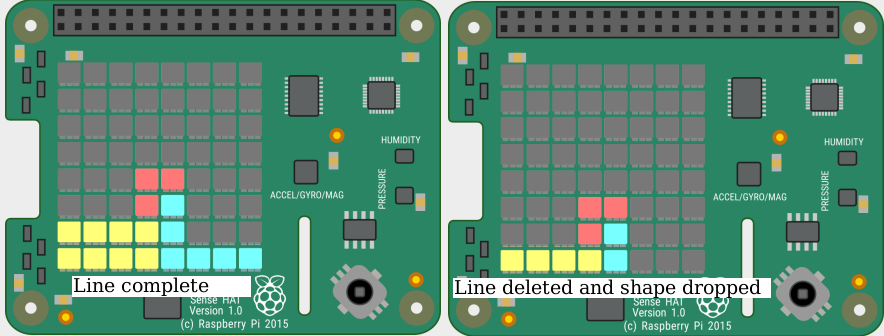 HUMIDITY
PRESSURE
ACCEL/GYRO/MAG
Line complete
Sense HAT
Version 1.0
(c) Raspberry Pi 2015
HUMIDITY
PRESSURE
ACCEL/GYRO/MAG
Line deleted and shape dropped
Sense HAT
Version 1.0
(c) Raspberry Pi 2015